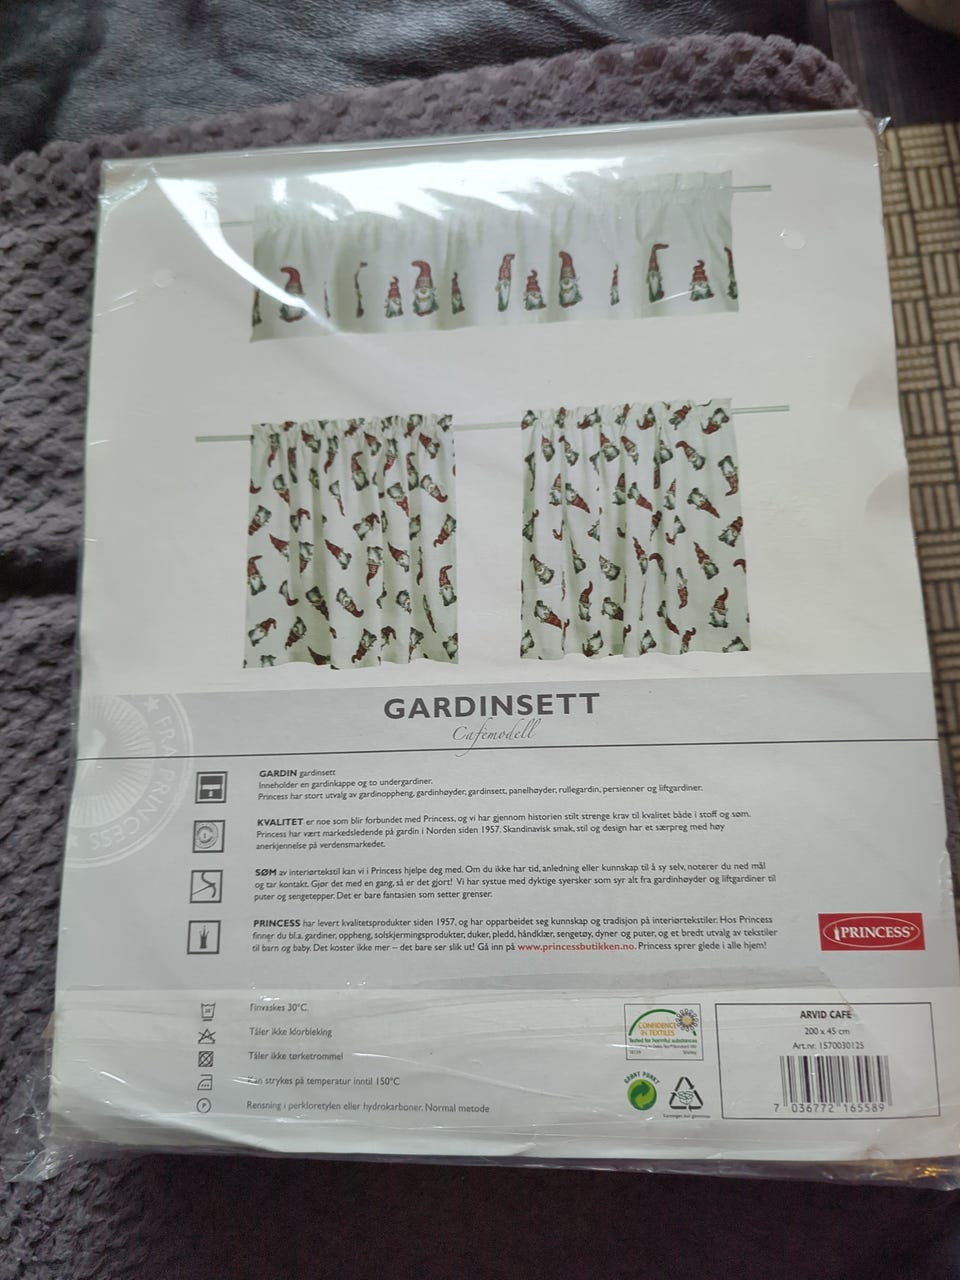 GARDINSETT
Cafèmodell
FRA PRINCESS
GARDIN gardinsett
Inneholder en gardinkappe og to undergardiner.
Princess har stort utvalg av gardinoppheng, gardinhøyder, gardinsett, panelhøyder, rullegardin, persienner og liftgardiner.
KVALITET er noe som blir forbundet med Princess, og vi har gjennom historien stilt strenge krav til kvalitet både i stoff og søm.
Princess har vært markedsledende på gardin i Norden siden 1957. Skandinavisk smak, stil og design har et særpreg med høy
anerkjennelse på verdensmarkedet.
SØM av interiørtekstil kan vi i Princess hjelpe deg med. Om du ikke har tid, anledning eller kunnskap til å sy selv, noterer du ned mål
og tar kontakt. Gjør det med en gang, så er det gjort! Vi har systue med dyktige syersker som syr alt fra gardinhøyder og liftgardiner til
puter og sengetepper. Det er bare fantasien som setter grenser.
PRINCESS har levert kvalitetsprodukter siden 1957, og har opparbeidet seg kunnskap og tradisjon på interiørtekstiler. Hos Princess
finner du bl.a. gardiner, oppheng, solskjermingsprodukter, duker, pledd, håndklær, sengetøy, dyner og puter, og et bredt utvalg av tekstiler
til barn og baby. Det koster ikke mer – det bare ser slik ut! Gå inn på www.princessbutikken.no. Princess sprer glede i alle hjem!
PRINCESS®
Finvaskes 30°C.
Tåler ikke klorbleking
Tåler ikke tørketrommel
Kan strykes på temperatur inntil 150°C
P
Rensning i perkloretylen eller hydrokarboner. Normal metode
CONFIDENCE
IN TEXTILES
Tested for harmful substances
GRØNT PUNKT
ARVID CAFÈ
200 x 45 cm
Art.nr. 1570030125
7 036772 165589